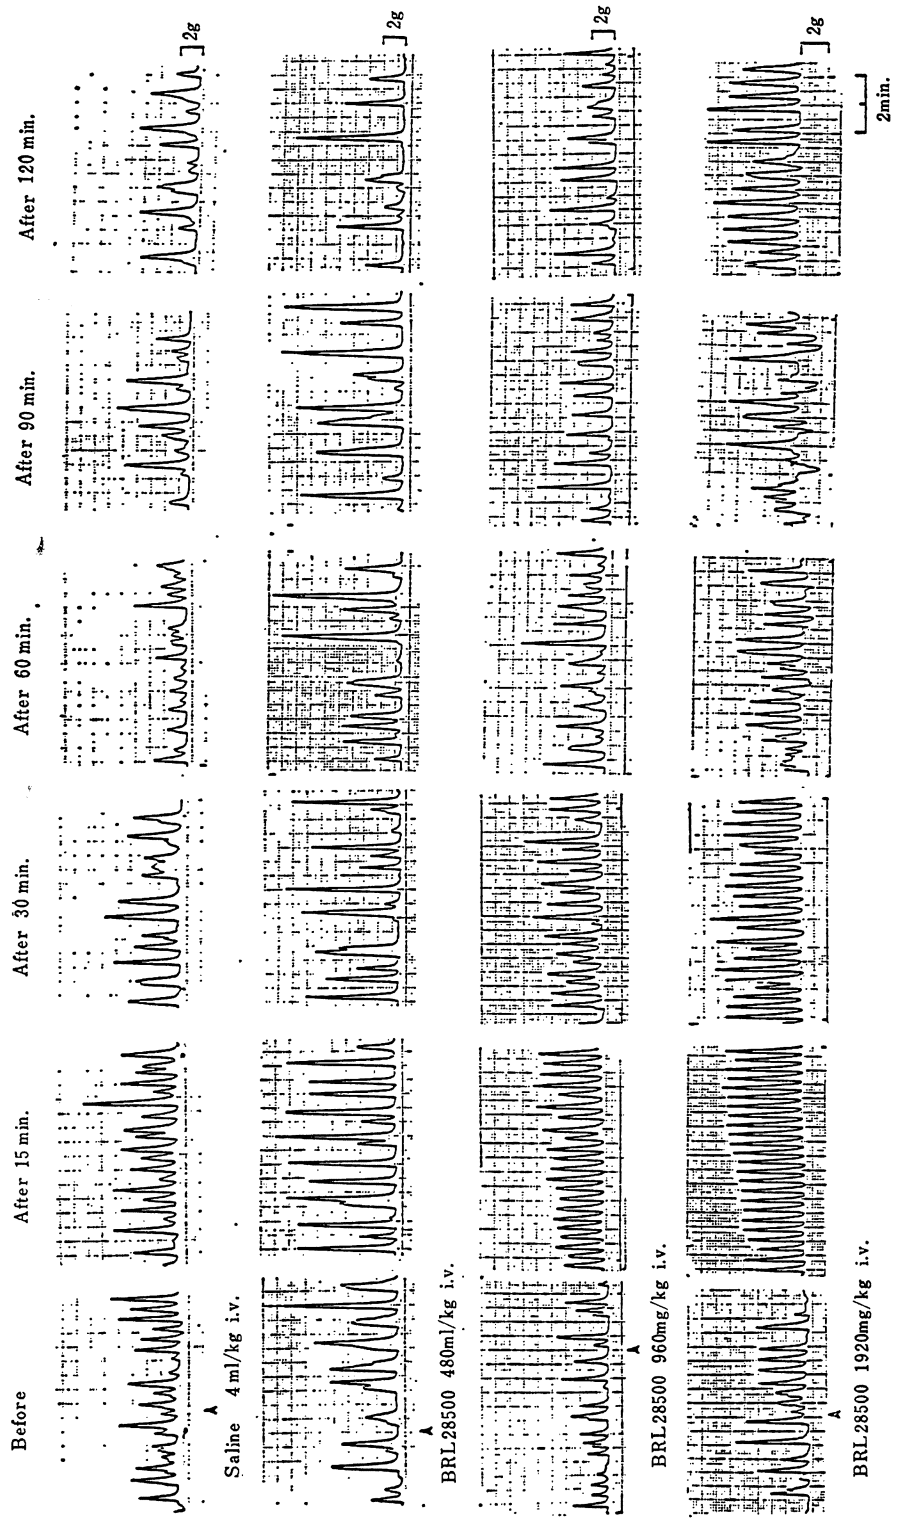 Before
After 15 min.
After 30 min.
After 60 min.
After 90 min.
After 120 min.
2g
Saline 4 ml/kg i.v.
2g
BRL28500 480ml/kg i.v.
2g
BRL28500 960mg/kg i.v.
2g
2min.
BRL28500 1920mg/kg i.v.